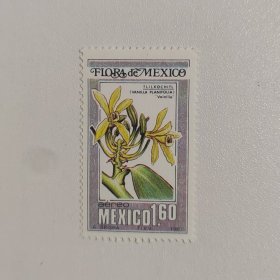 FLORA de MEXICO
TLILXOCHITL
(VANILLA PLANIFOLIA)
Vainilla
aéreo
MEXICO 1.60